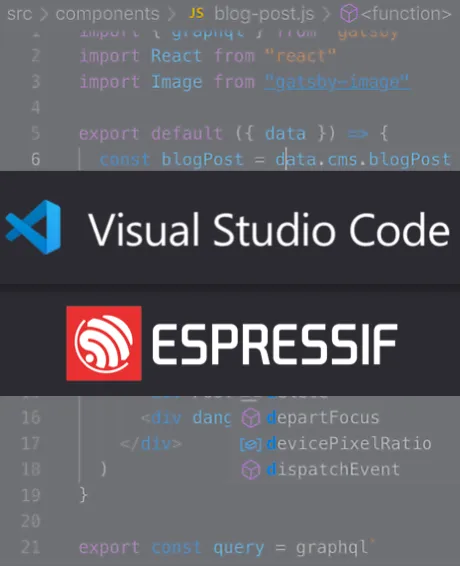 src > components > JS blog-post.js > <function>
1 import { graphql } from "gatsby"
2 import React from "react"
3 import Image from "gatsby-image"
4
5 export default ({ data }) => {
6 const blogPost = data.cms.blogPost
Visual Studio Code
ESPRESSIF
16 <div dang departFocus
17 </div> devicePixelRatio
18 ) dispatchEvent
19 }
20
21 export const query = graphql`